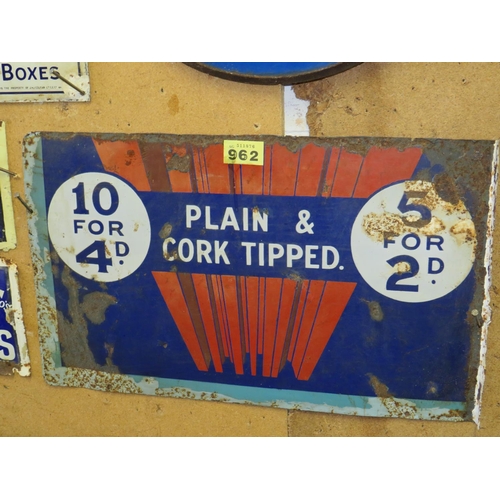 BOXES
962
10
FOR
4D.
PLAIN &
CORK TIPPED.
5
FOR
2D.
S